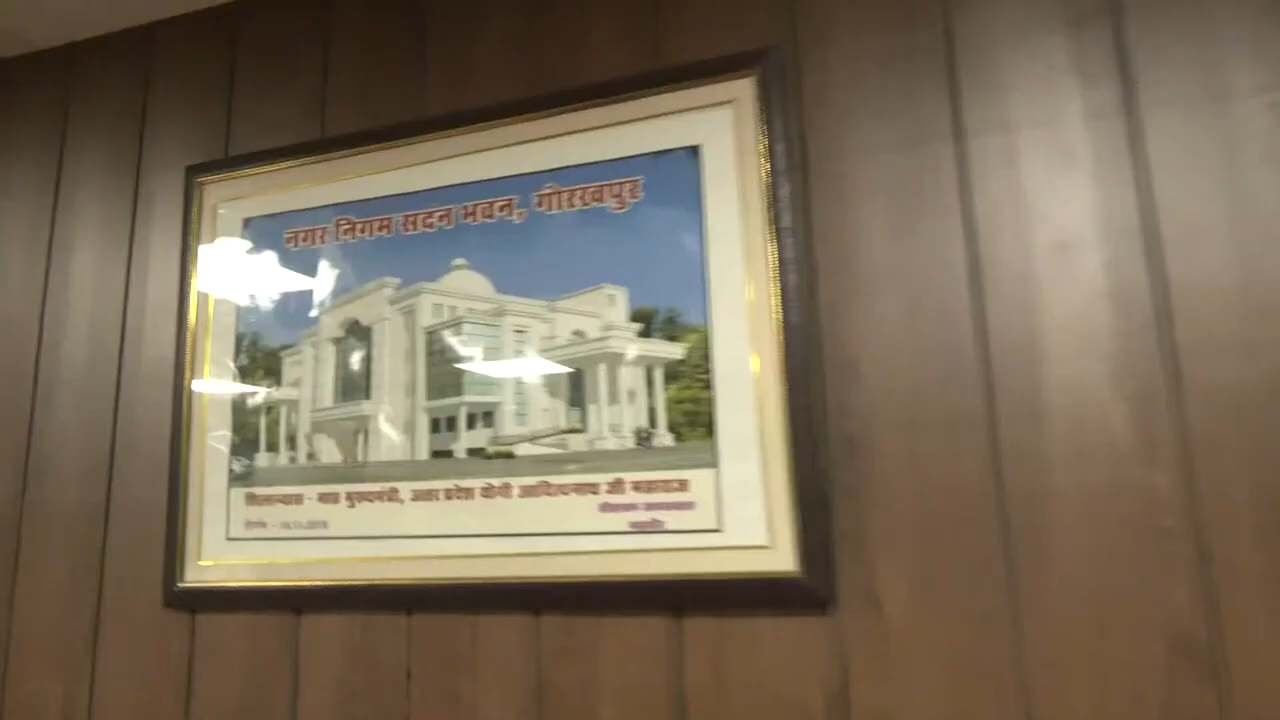 नगर निगम सदन भवन, गोरखपुर
शिलान्यास - मा0 मुख्यमंत्री, उत्तर प्रदेश योगी आदित्यनाथ जी महाराज